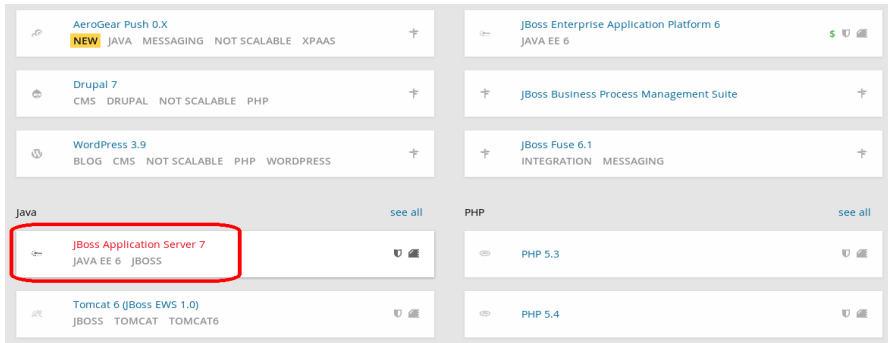 AeroGear Push 0.X
NEW JAVA MESSAGING NOT SCALABLE XPAAS
JBoss Enterprise Application Platform 6
JAVA EE 6
$
Drupal 7
CMS DRUPAL NOT SCALABLE PHP
JBoss Business Process Management Suite
WordPress 3.9
BLOG CMS NOT SCALABLE PHP WORDPRESS
JBoss Fuse 6.1
INTEGRATION MESSAGING
Java see all
PHP see all
JBoss Application Server 7
JAVA EE 6 JBOSS
PHP 5.3
Tomcat 6 (JBoss EWS 1.0)
JBOSS TOMCAT TOMCAT6
PHP 5.4